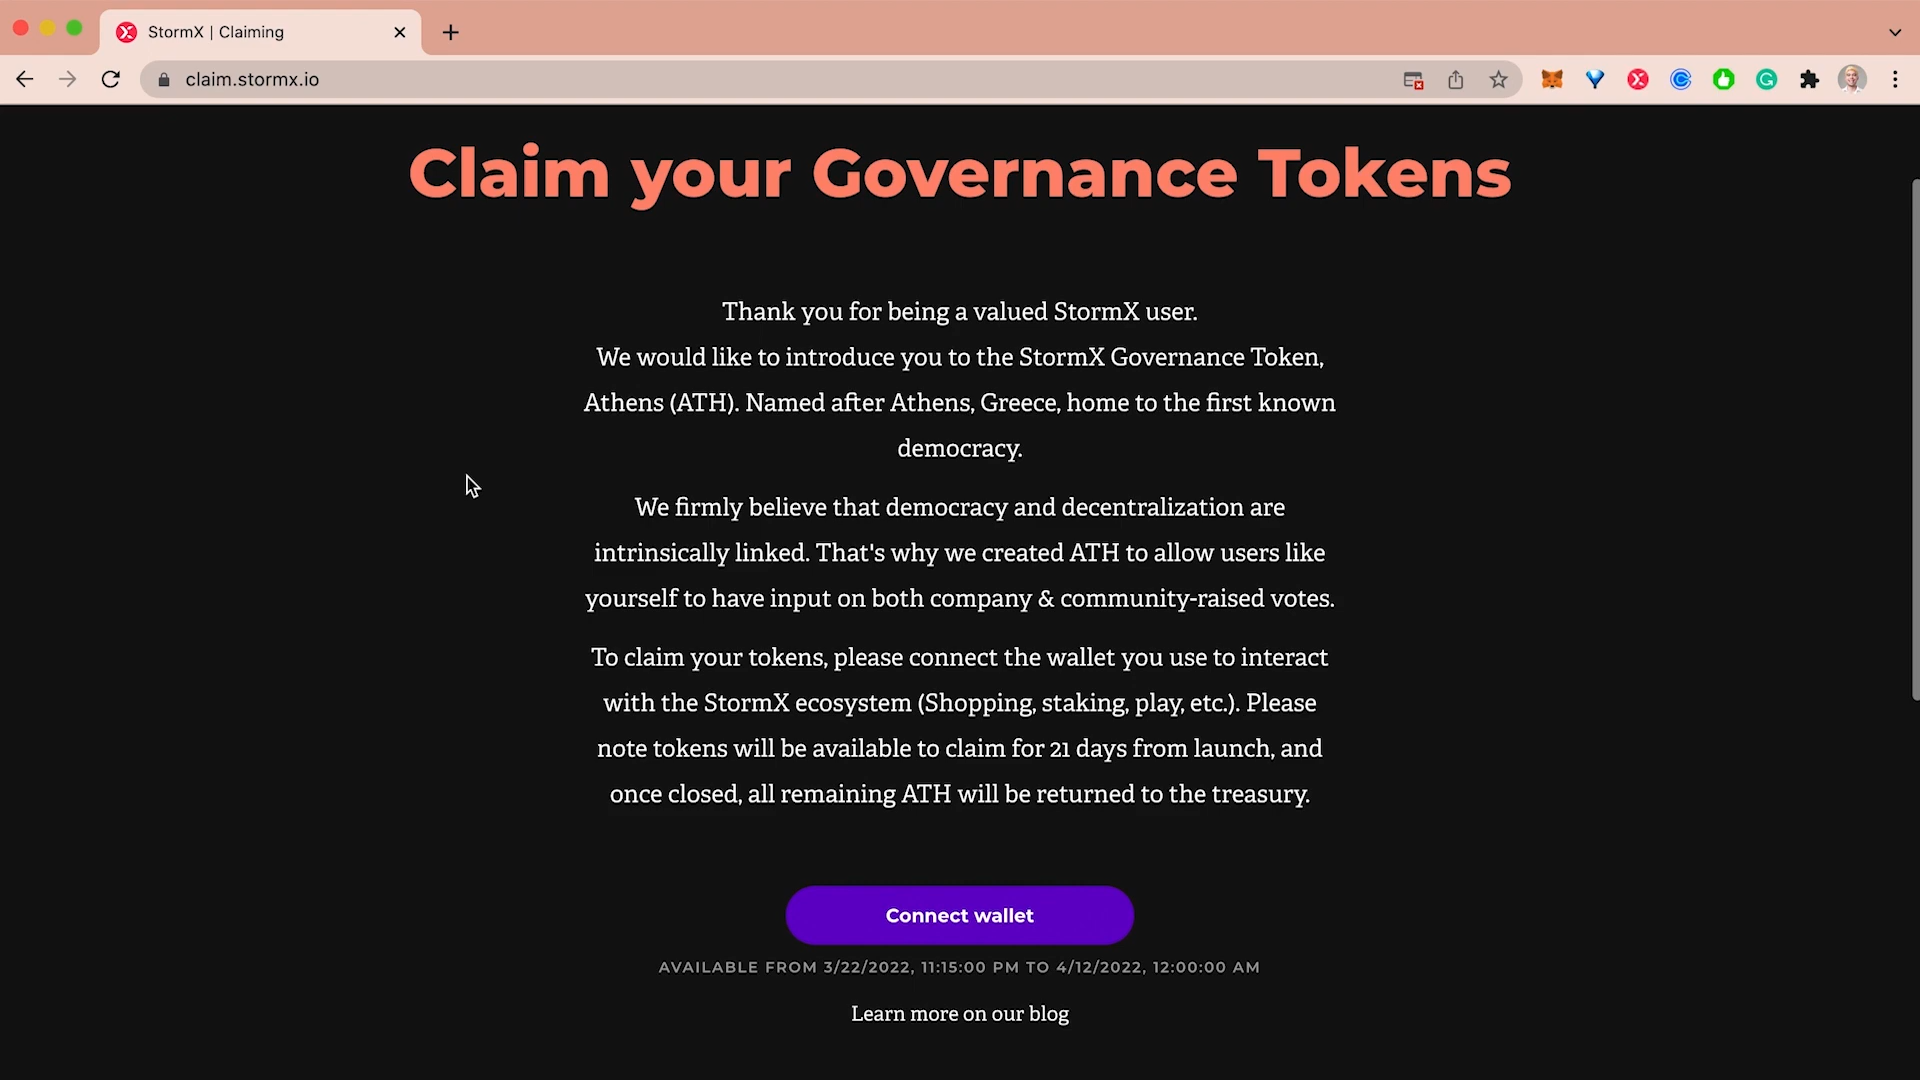 StormX | Claiming
claim.stormx.io
Claim your Governance Tokens
Thank you for being a valued StormX user.
We would like to introduce you to the StormX Governance Token,
Athens (ATH). Named after Athens, Greece, home to the first known
democracy.
We firmly believe that democracy and decentralization are
intrinsically linked. That's why we created ATH to allow users like
yourself to have input on both company & community-raised votes.
To claim your tokens, please connect the wallet you use to interact
with the StormX ecosystem (Shopping, staking, play, etc.). Please
note tokens will be available to claim for 21 days from launch, and
once closed, all remaining ATH will be returned to the treasury.
Connect wallet
AVAILABLE FROM 3/22/2022, 11:15:00 PM TO 4/12/2022, 12:00:00 AM
Learn more on our blog